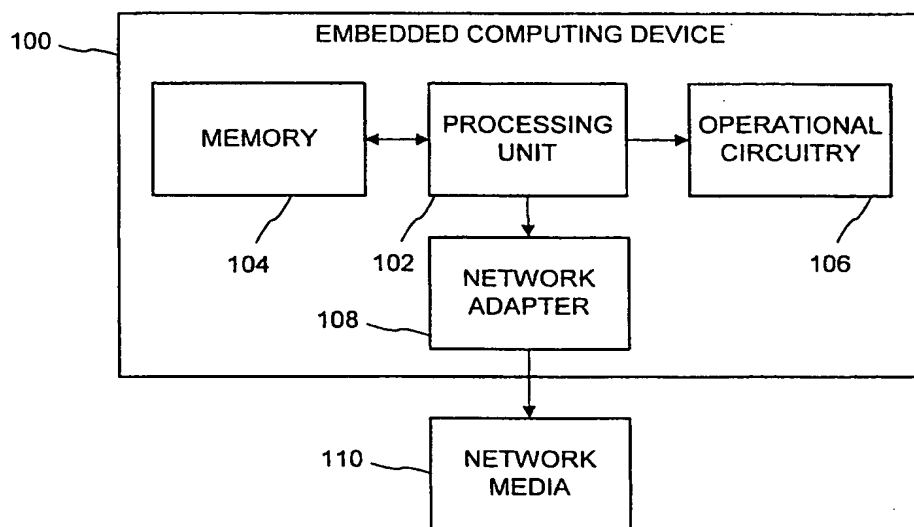 EMBEDDED COMPUTING DEVICE
100
MEMORY
PROCESSING
UNIT
OPERATIONAL
CIRCUITRY
104
102
106
NETWORK
ADAPTER
108
NETWORK
MEDIA
110